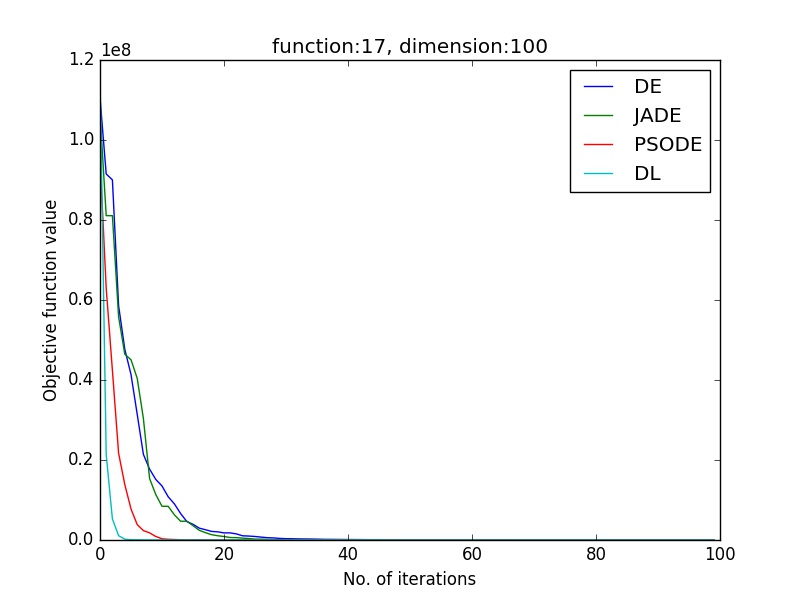 function:17, dimension:100
1e8
1.2
1.0
0.8
0.6
0.4
0.2
0.0
Objective function value
DE
JADE
PSODE
DL
0 20 40 60 80 100
No. of iterations